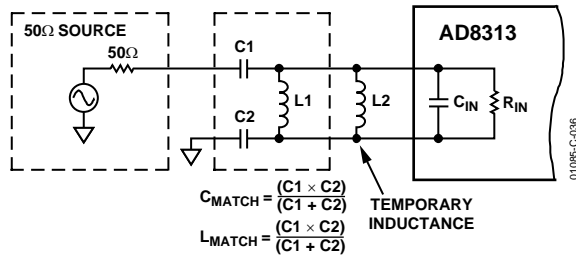 50Ω SOURCE
50Ω
C1
C2
L1
L2
AD8313
CIN
RIN
CMATCH = (C1 × C2)
(C1 + C2)
LMATCH = (C1 × C2)
(C1 + C2)
TEMPORARY
INDUCTANCE
01085-C-036